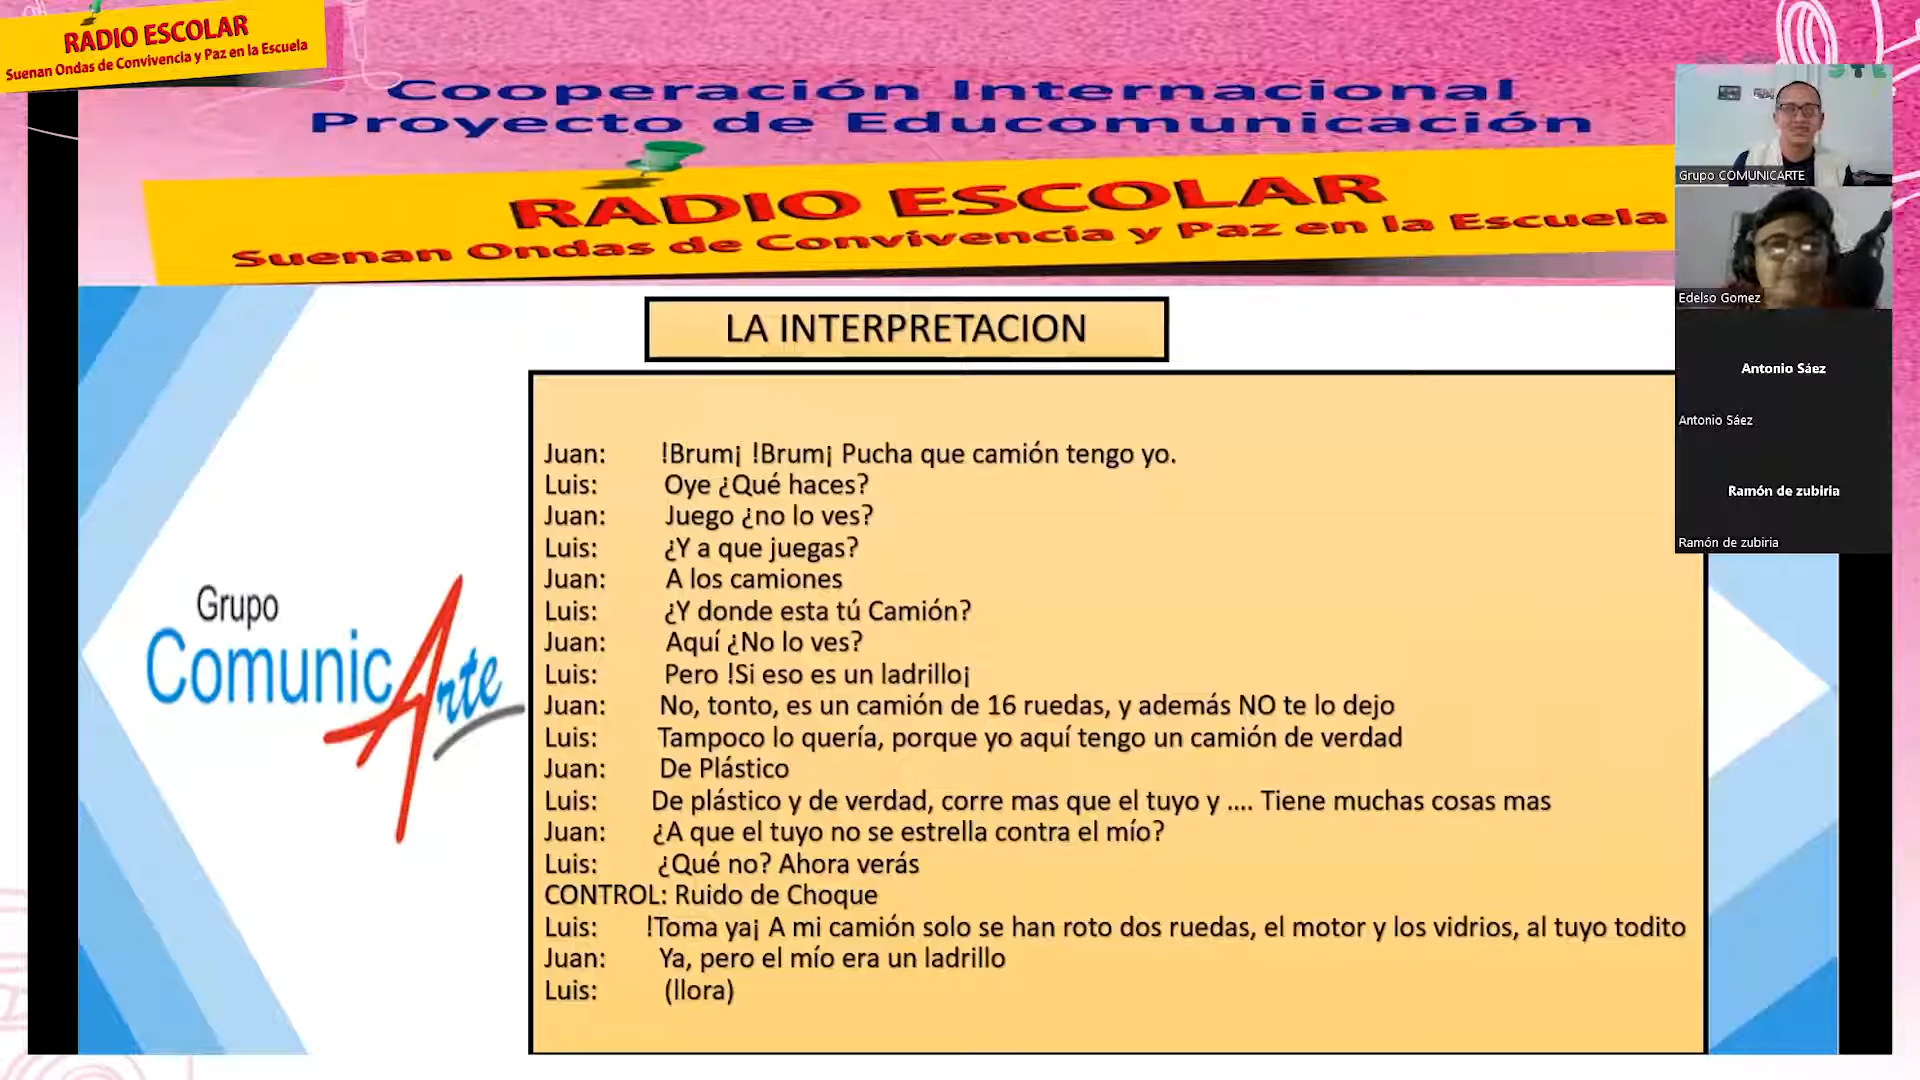 RADIO ESCOLAR
Suenan Ondas de Convivencia y Paz en la Escuela
Cooperación Internacional
Proyecto de Educomunicación
RADIO ESCOLAR
Suenan Ondas de Convivencia y Paz en la Escuela
LA INTERPRETACION
Juan: !Brum¡ !Brum¡ Pucha que camión tengo yo.
Luis: Oye ¿Qué haces?
Juan: Juego ¿no lo ves?
Luis: ¿Y a que juegas?
Juan: A los camiones
Luis: ¿Y donde esta tú Camión?
Juan: Aquí ¿No lo ves?
Luis: Pero !Si eso es un ladrillo¡
Juan: No, tonto, es un camión de 16 ruedas, y además NO te lo dejo
Luis: Tampoco lo quería, porque yo aquí tengo un camión de verdad
Juan: De Plástico
Luis: De plástico y de verdad, corre mas que el tuyo y .... Tiene muchas cosas mas
Juan: ¿A que el tuyo no se estrella contra el mío?
Luis: ¿Qué no? Ahora verás
CONTROL: Ruido de Choque
Luis: !Toma ya¡ A mi camión solo se han roto dos ruedas, el motor y los vidrios, al tuyo todito
Juan: Ya, pero el mío era un ladrillo
Luis: (llora)
Grupo
ComunicArte
Grupo COMUNICARTE
Edelso Gomez
Antonio Sáez
Antonio Sáez
Ramón de zubiria
Ramón de zubiria